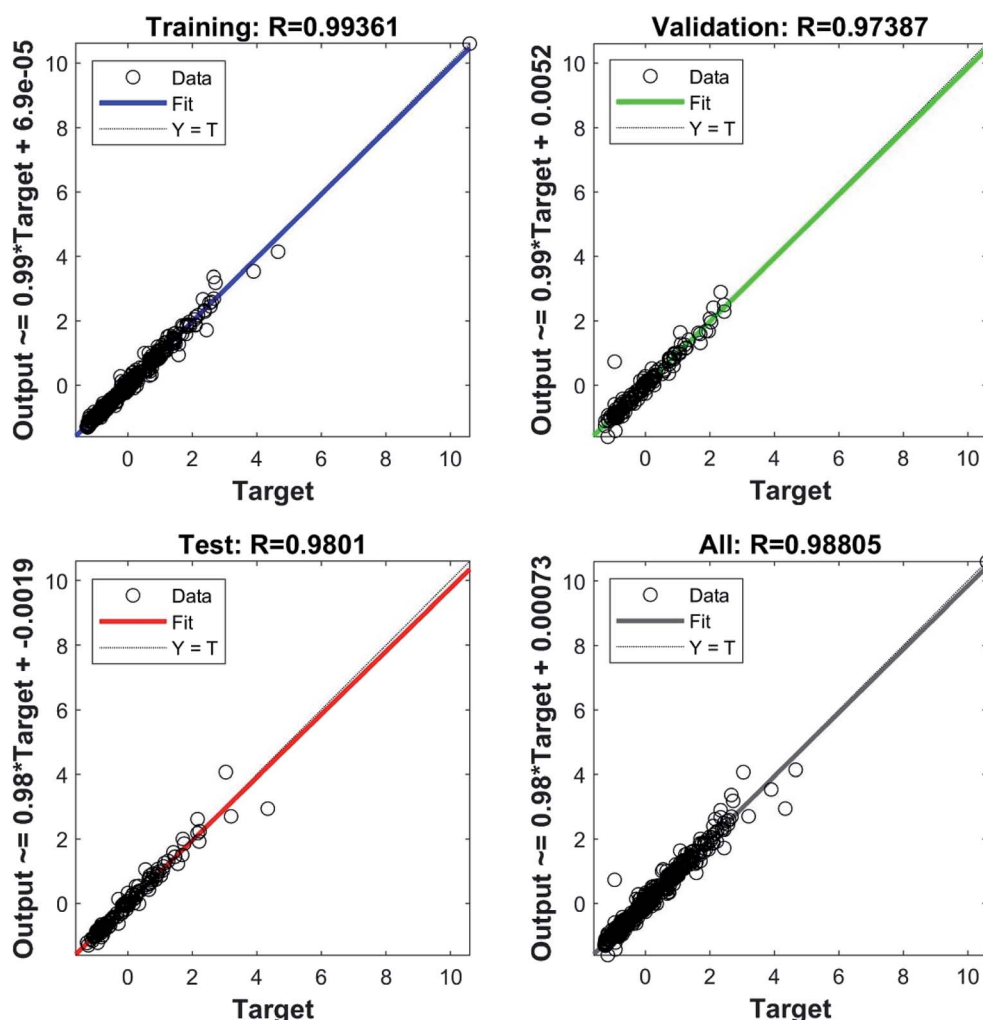 Training: R=0.99361
Output ~= 0.99*Target + 6.9e-05
10
8
6
4
2
0
Data
Fit
Y = T
0 2 4 6 8 10
Target
Validation: R=0.97387
Output ~= 0.99*Target + 0.0052
10
8
6
4
2
0
Data
Fit
Y = T
0 2 4 6 8 10
Target
Test: R=0.9801
Output ~= 0.98*Target + -0.0019
10
8
6
4
2
0
Data
Fit
Y = T
0 2 4 6 8 10
Target
All: R=0.98805
Output ~= 0.98*Target + 0.00073
10
8
6
4
2
0
Data
Fit
Y = T
0 2 4 6 8 10
Target